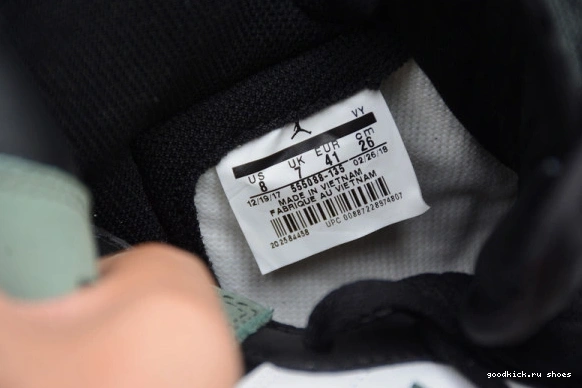 VY
US UK EUR cm
8 7 41 26
12/19/17 555088-135 02/26/18
MADE IN VIETNAM
FABRIQUE AU VIETNAM
202584458 UPC 00887228974807
goodkick.ru shoes